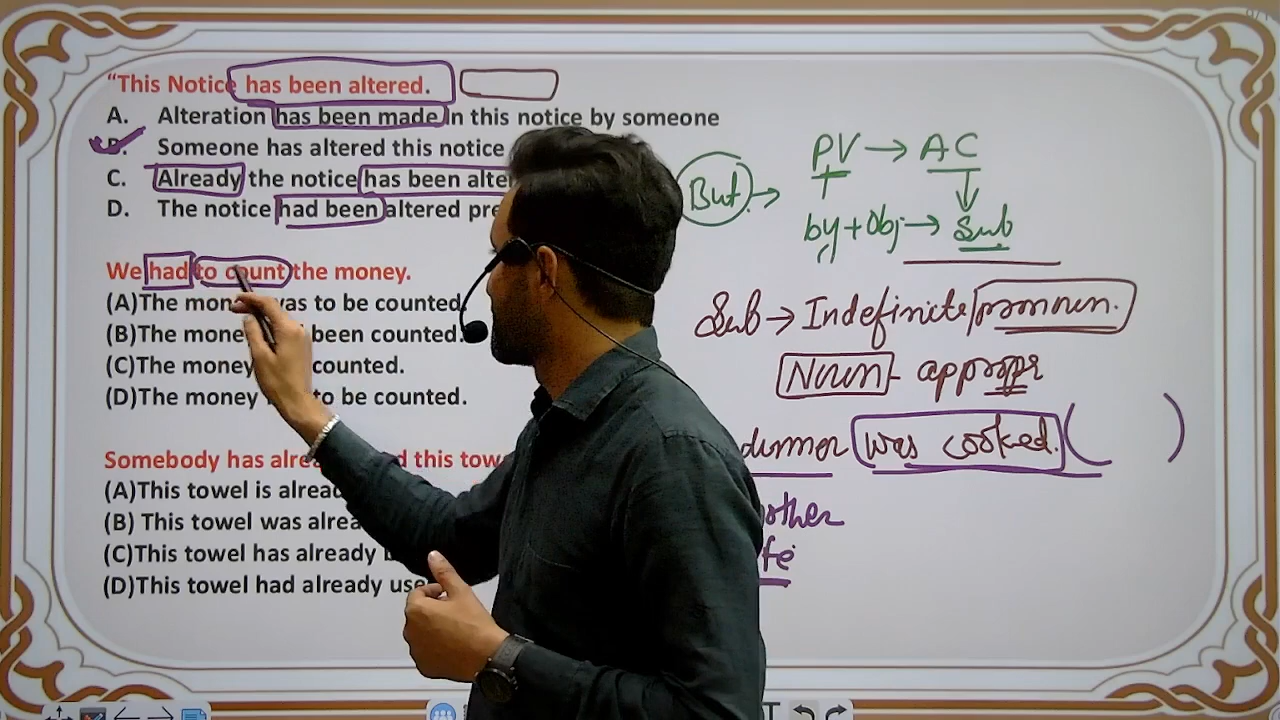 “This Notice has been altered.
A. Alteration has been made in this notice by someone
B. Someone has altered this notice
C. Already the notice has been alte
D. The notice had been altered pre
But → PV → AC
by + Obj → Sub
We had to count the money.
(A)The mon was to be counted
(B)The money been counted.
(C)The money counted.
(D)The money to be counted.
Sub → Indefinite/pronoun.
Noun - approp
dinner was cooked. ( )
other
fe
Somebody has alre d this tow
(A)This towel is alrea
(B) This towel was alrea
(C)This towel has already b
(D)This towel had already use